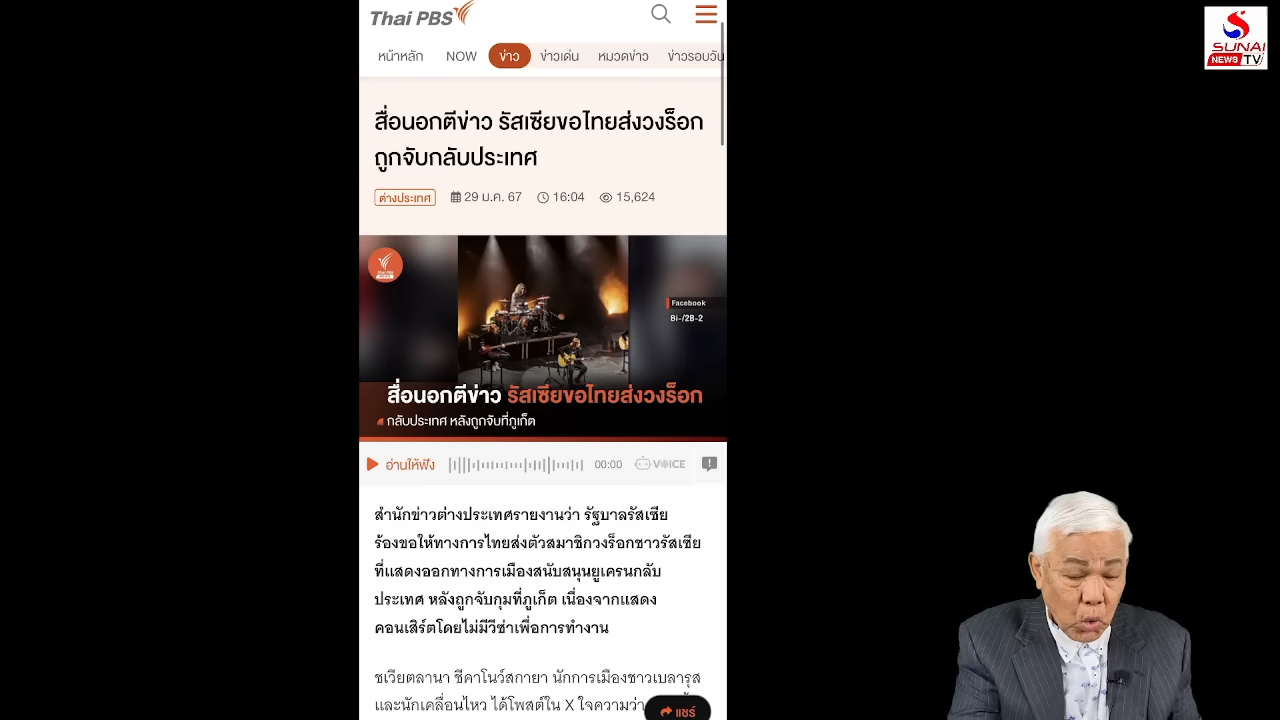 Thai PBS
SUNAI
NEWS TV
หน้าหลัก NOW ข่าว ข่าวเด่น หมวดข่าว ข่าวรอบวัน
สื่อนอกตีข่าว รัสเซียขอไทยส่งวงร็อก
ถูกจับกลับประเทศ
ต่างประเทศ 29 ม.ค. 67 16:04 15,624
Facebook
Bi-/2B-2
สื่อนอกตีข่าว รัสเซียขอไทยส่งวงร็อก
กลับประเทศ หลังถูกจับที่ภูเก็ต
อ่านให้ฟัง 00:00 VOICE
สำนักข่าวต่างประเทศรายงานว่า รัฐบาลรัสเซีย
ร้องขอให้ทางการไทยส่งตัวสมาชิกวงร็อกชาวรัสเซีย
ที่แสดงออกทางการเมืองสนับสนุนยูเครนกลับ
ประเทศ หลังถูกจับกุมที่ภูเก็ต เนื่องจากแสดง
คอนเสิร์ตโดยไม่มีวีซ่าเพื่อการทำงาน
ชเวียตลานา ชีคาโนว์สกายา นักการเมืองชาวเบลารุส
และนักเคลื่อนไหว ได้โพสต์ใน X ใจความว่า
แชร์